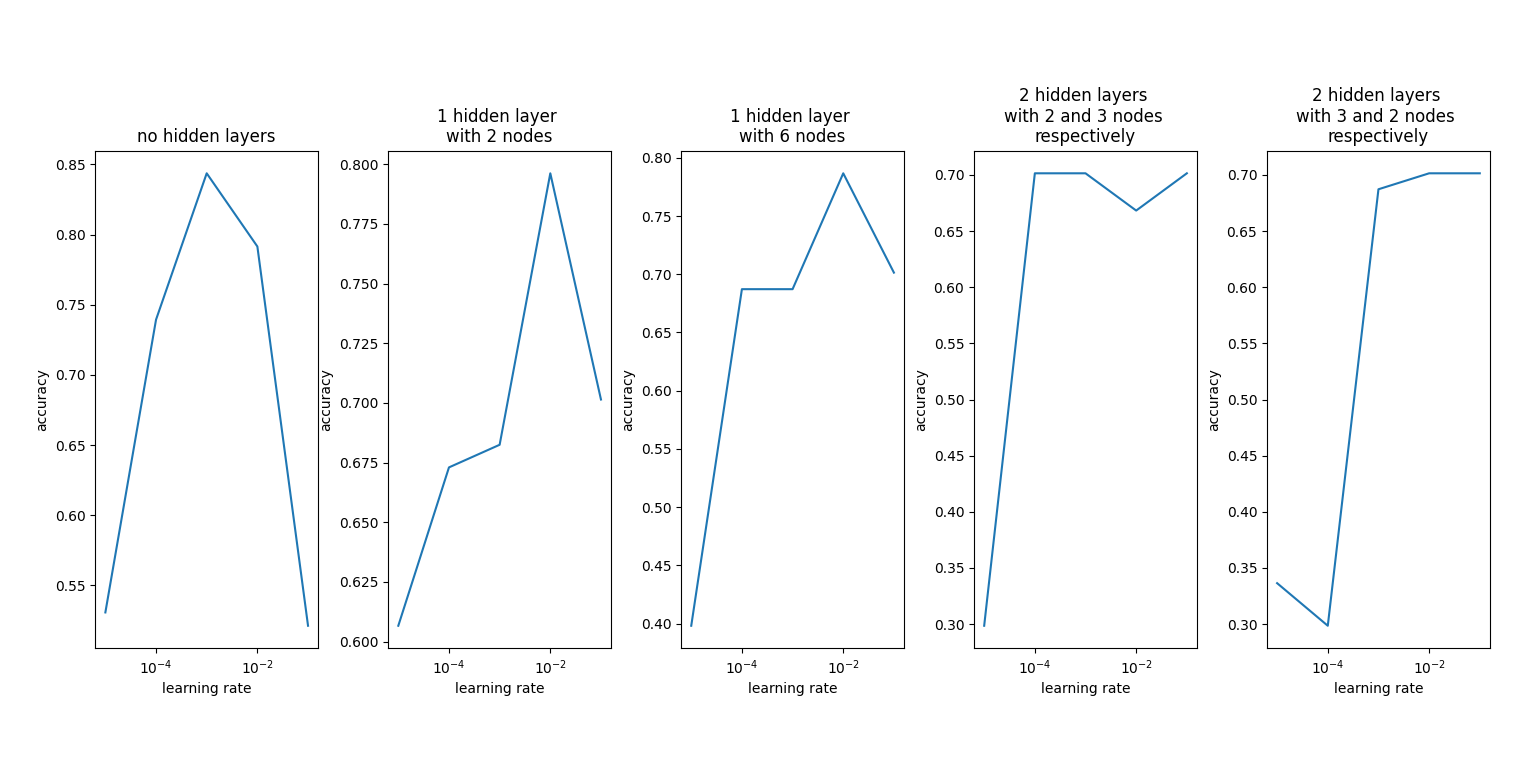 no hidden layers
0.85
0.80
0.75
0.70
0.65
0.60
0.55
accuracy
10⁻⁴ 10⁻²
learning rate
1 hidden layer
with 2 nodes
0.800
0.775
0.750
0.725
0.700
0.675
0.650
0.625
0.600
accuracy
10⁻⁴ 10⁻²
learning rate
1 hidden layer
with 6 nodes
0.80
0.75
0.70
0.65
0.60
0.55
0.50
0.45
0.40
accuracy
10⁻⁴ 10⁻²
learning rate
2 hidden layers
with 2 and 3 nodes
respectively
0.70
0.65
0.60
0.55
0.50
0.45
0.40
0.35
0.30
accuracy
10⁻⁴ 10⁻²
learning rate
2 hidden layers
with 3 and 2 nodes
respectively
0.70
0.65
0.60
0.55
0.50
0.45
0.40
0.35
0.30
accuracy
10⁻⁴ 10⁻²
learning rate